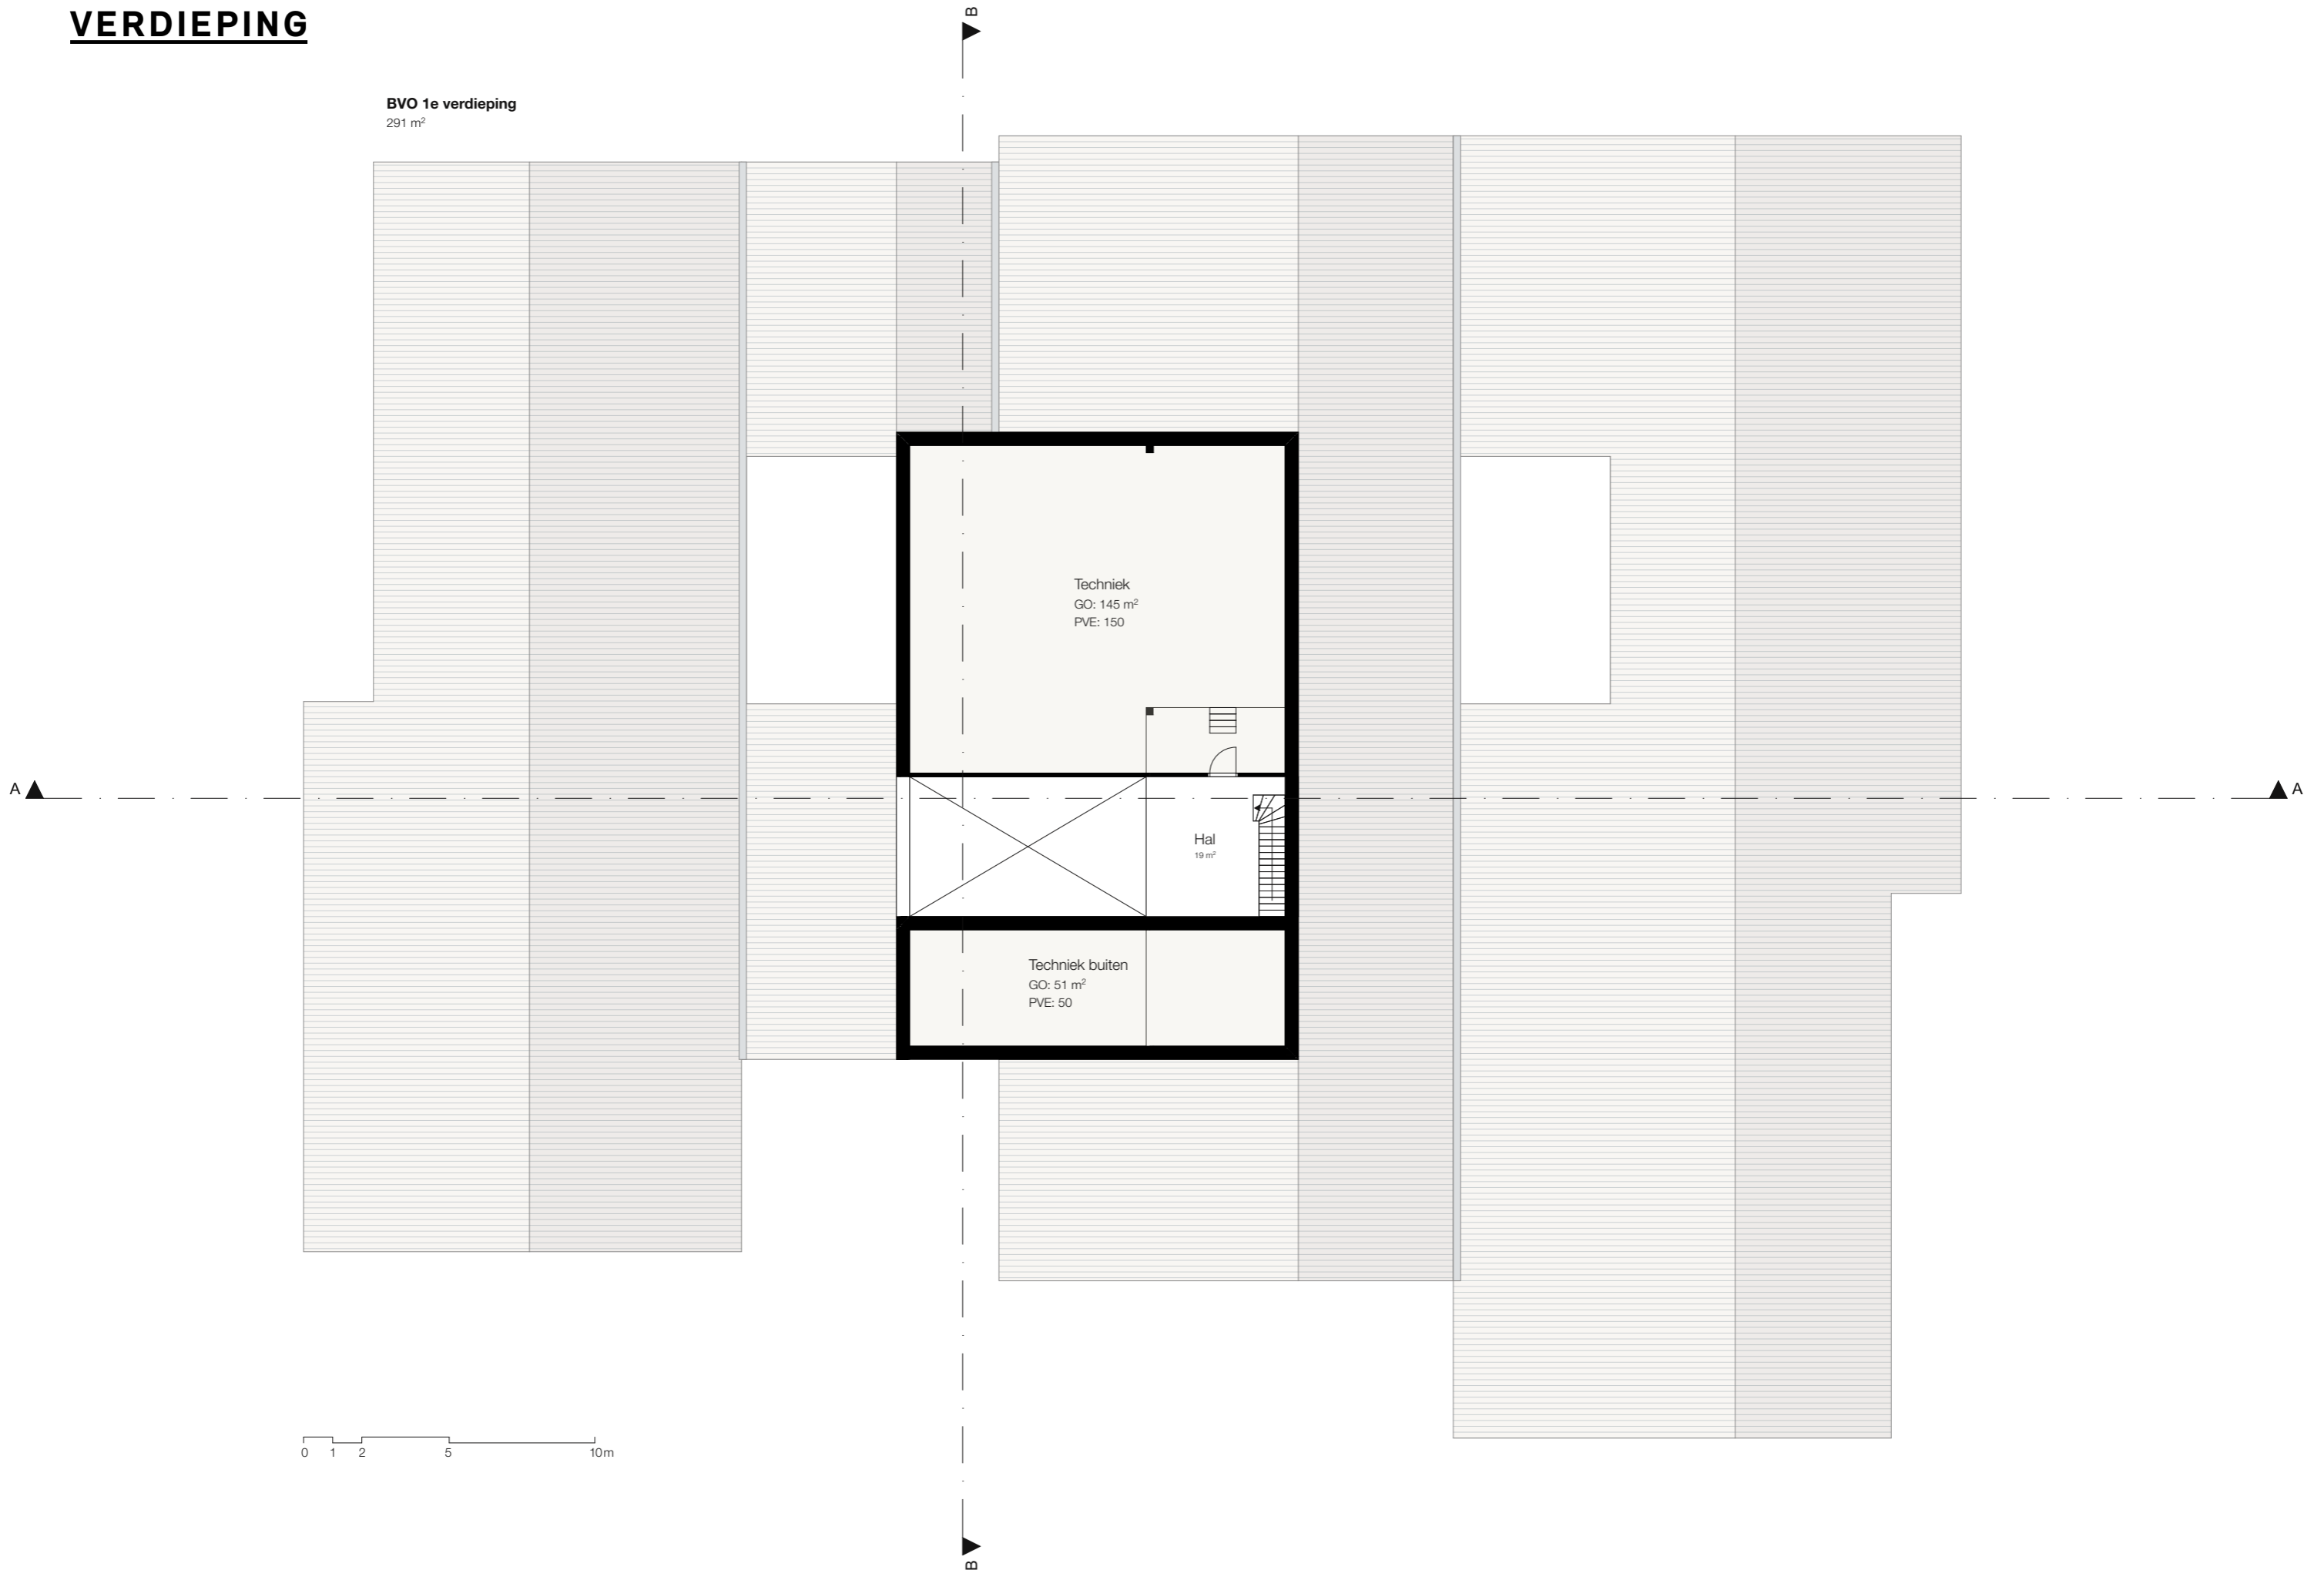 VERDIEPING
B
BVO 1e verdieping
291 m²
Techniek
GO: 145 m²
PVE: 150
A
A
Hal
19 m²
Techniek buiten
GO: 51 m²
PVE: 50
0 1 2 5 10m
B